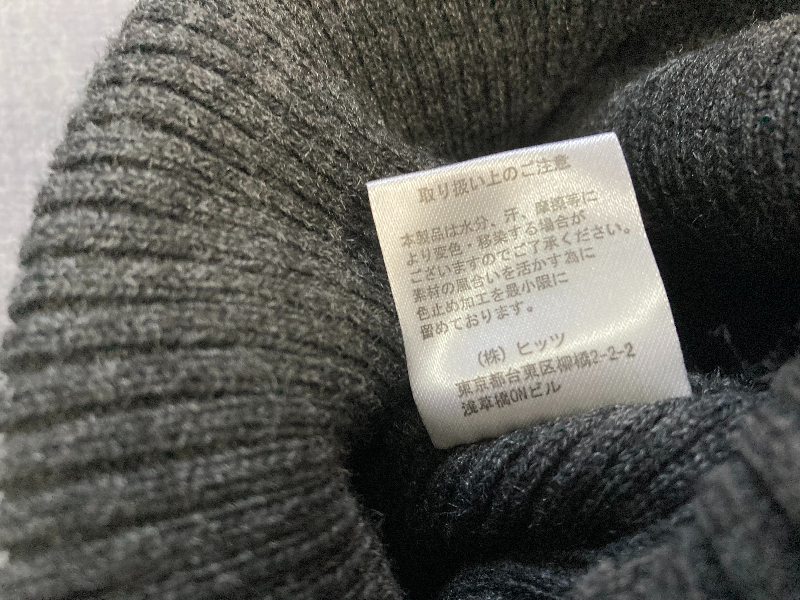 取り扱い上のご注意
本製品は水分、汗、摩擦等に
より変色・移染する場合が
ございますのでご了承ください。
素材の風合いを活かす為に
色止め加工を最小限に
留めております。
（株）ヒッツ
東京都台東区柳橋2-2-2
浅草橋ONビル